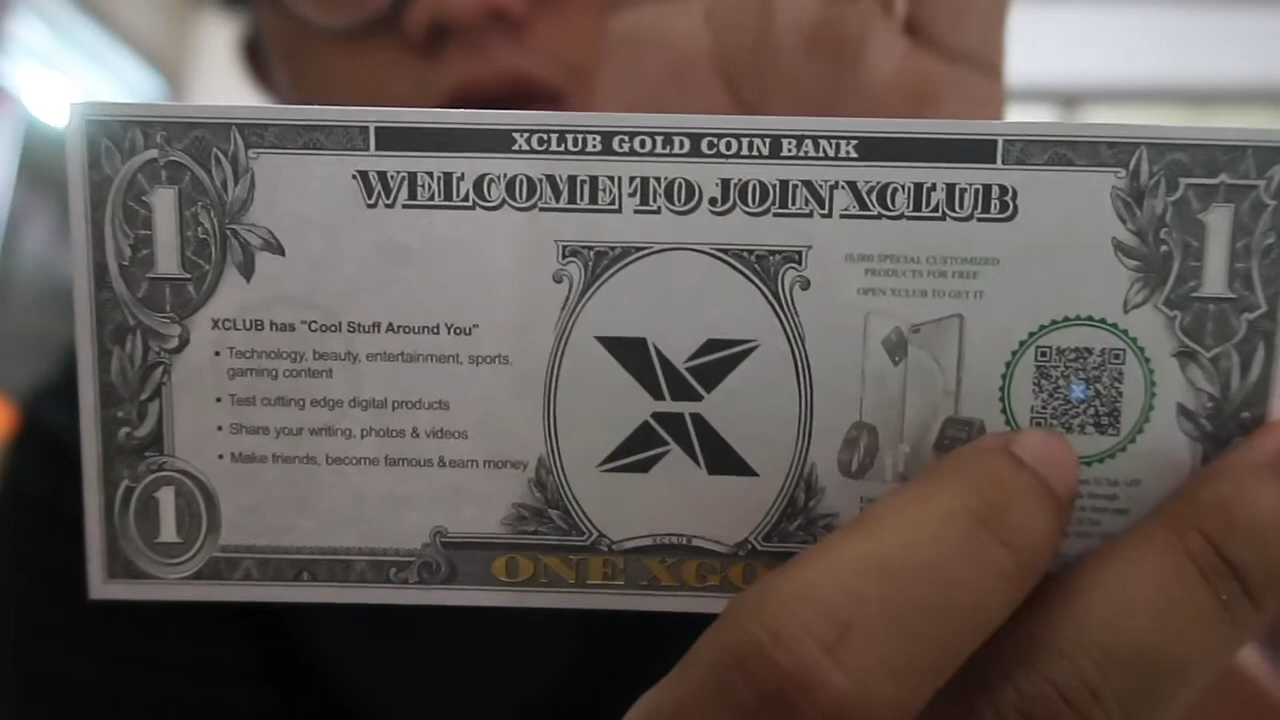 XCLUB GOLD COIN BANK
WELCOME TO JOIN XCLUB
1
1
10,000 SPECIAL CUSTOMIZED
PRODUCTS FOR FREE
OPEN XCLUB TO GET IT
XCLUB has "Cool Stuff Around You"
• Technology, beauty, entertainment, sports,
gaming content
• Test cutting edge digital products
• Share your writing, photos & videos
• Make friends, become famous & earn money
1
XCLUB
ONE